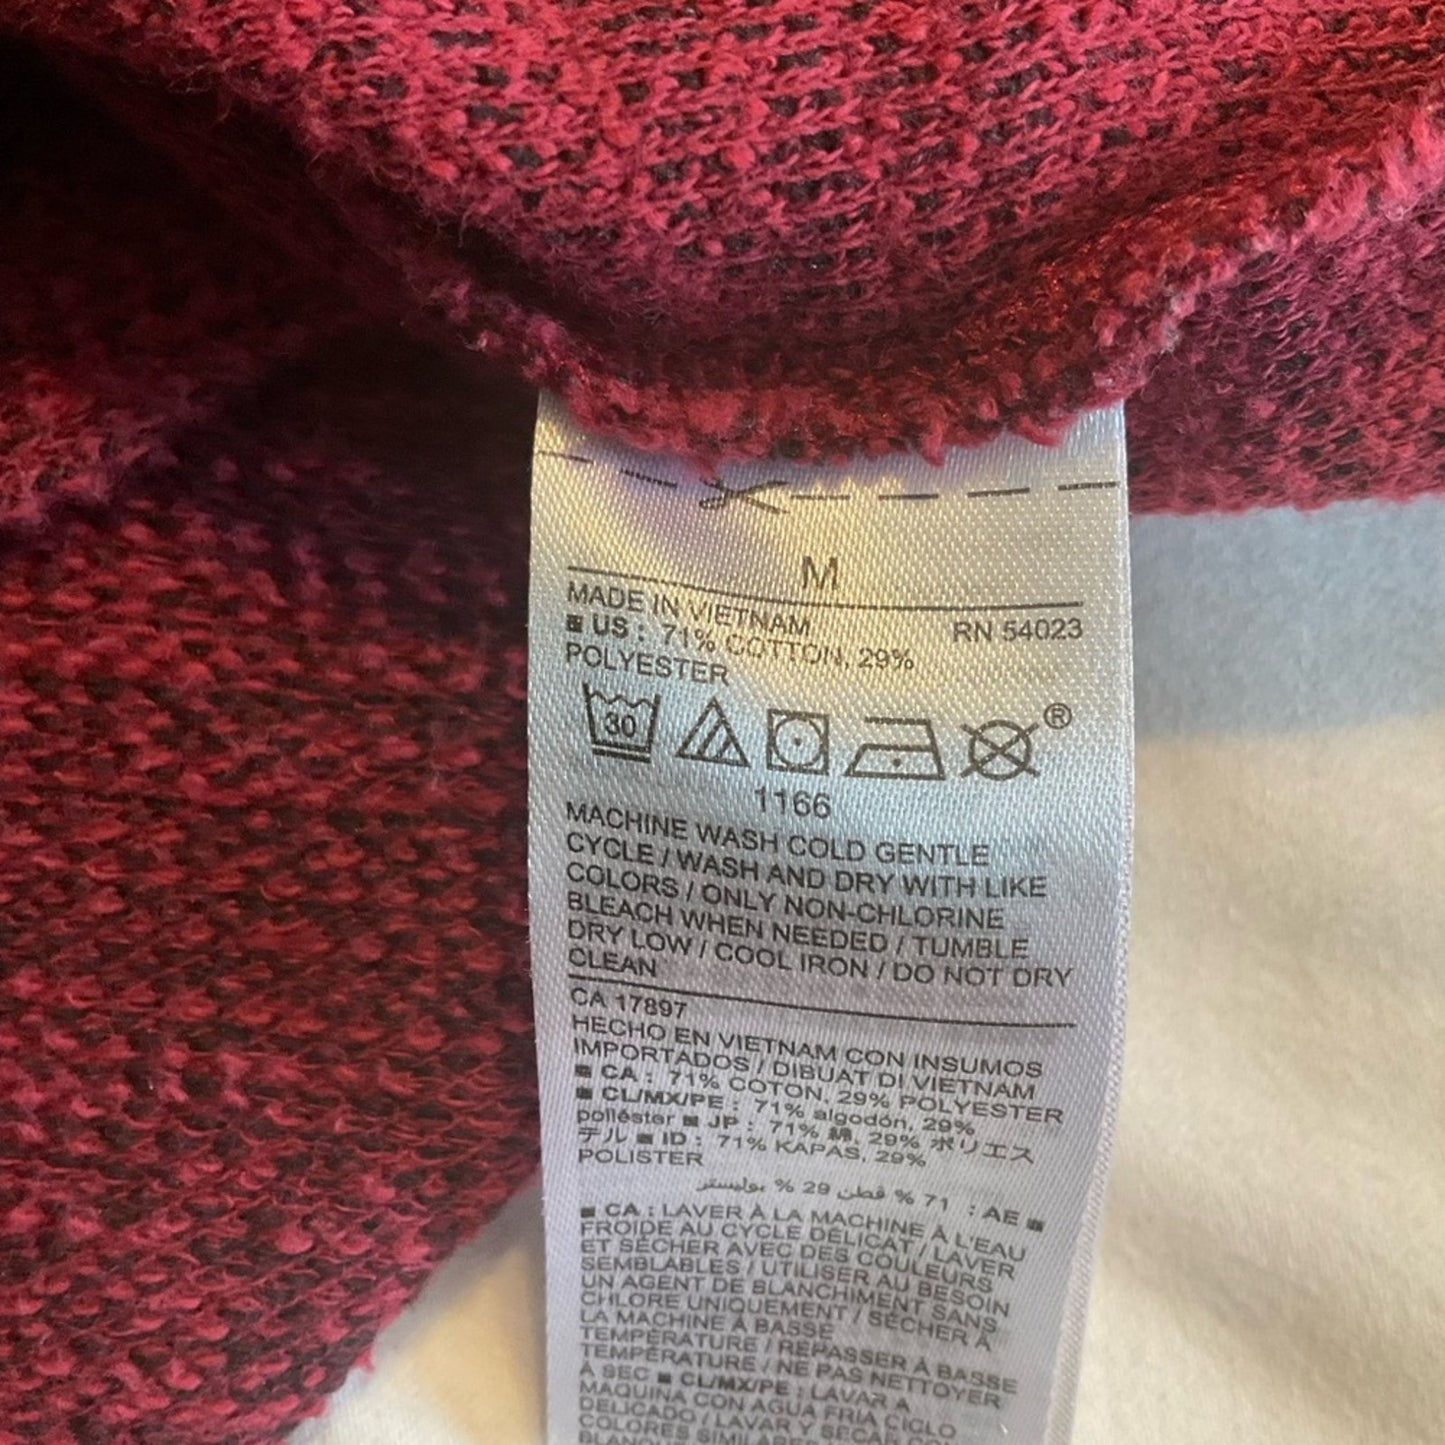 M
MADE IN VIETNAM RN 54023
US : 71% COTTON, 29%
POLYESTER
30 ®
1166
MACHINE WASH COLD GENTLE
CYCLE / WASH AND DRY WITH LIKE
COLORS / ONLY NON-CHLORINE
BLEACH WHEN NEEDED / TUMBLE
DRY LOW / COOL IRON / DO NOT DRY
CLEAN
CA 17897
HECHO EN VIETNAM CON INSUMOS
IMPORTADOS / DIBUAT DI VIETNAM
CA : 71% COTON, 29% POLYESTER
CL/MX/PE : 71% algodón, 29%
poliéster JP : 71% 綿, 29% ポリエス
テル ID : 71% KAPAS, 29%
POLISTER
AE : 71 % قطن 29 % بوليستر
CA : LAVER À LA MACHINE À L'EAU
FROIDE AU CYCLE DÉLICAT / LAVER
ET SÉCHER AVEC DES COULEURS
SEMBLABLES / UTILISER AU BESOIN
UN AGENT DE BLANCHIMENT SANS
CHLORE UNIQUEMENT / SÉCHER À
LA MACHINE À BASSE
TEMPÉRATURE / REPASSER À BASSE
TEMPÉRATURE / NE PAS NETTOYER
À SEC CL/MX/PE : LAVAR A
MAQUINA CON AGUA FRIA CICLO
DELICADO / LAVAR Y SECAR CON
COLORES SIMILARES